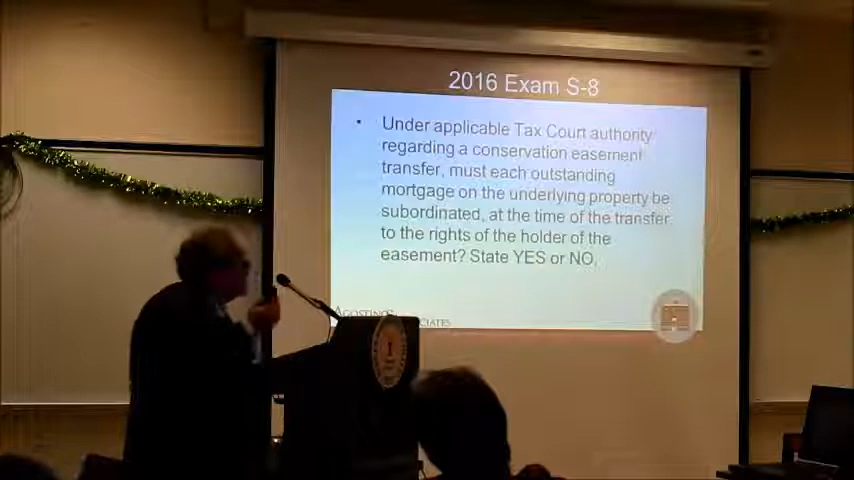 2016 Exam S-8
• Under applicable Tax Court authority
regarding a conservation easement
transfer, must each outstanding
mortgage on the underlying property be
subordinated, at the time of the transfer
to the rights of the holder of the
easement? State YES or NO.